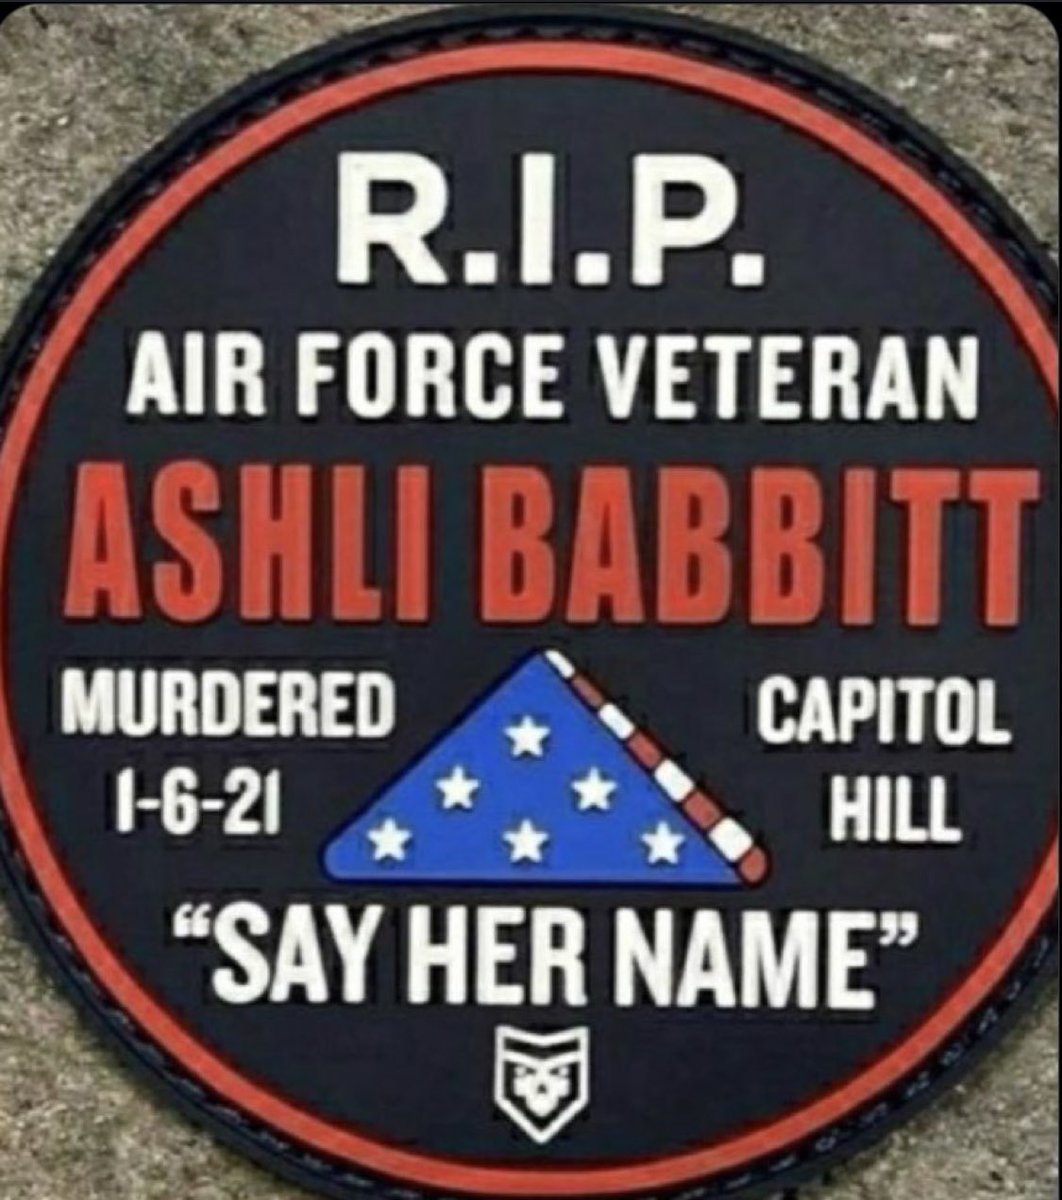 R.I.P.
AIR FORCE VETERAN
ASHLI BABBITT
MURDERED
1-6-21
CAPITOL
HILL
“SAY HER NAME”